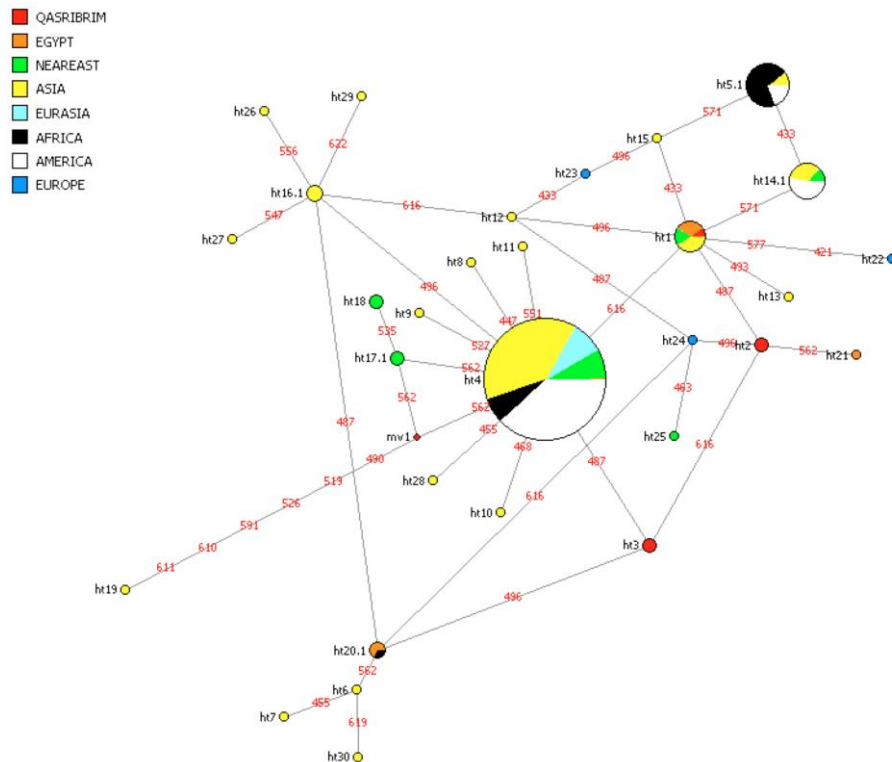 QASRIBRIM
EGYPT
NEAREAST
ASIA
EURASIA
AFRICA
AMERICA
EUROPE
ht5.1
571
433
ht29
ht26
622
556
ht15
496
ht23
433
433
ht14.1
571
ht16.1
616
ht12
496
547
ht27
ht11
ht1
577
421
ht22
ht8
493
487
487
ht13
496
551
616
ht18
ht9
447
535
527
ht24
496
ht2
562
ht21
ht17.1
562
ht4
562
463
562
mv1
455
ht25
490
468
487
616
487
519
ht28
526
616
ht10
591
610
ht3
611
ht19
496
ht20.1
562
ht6
455
ht7
619
ht30